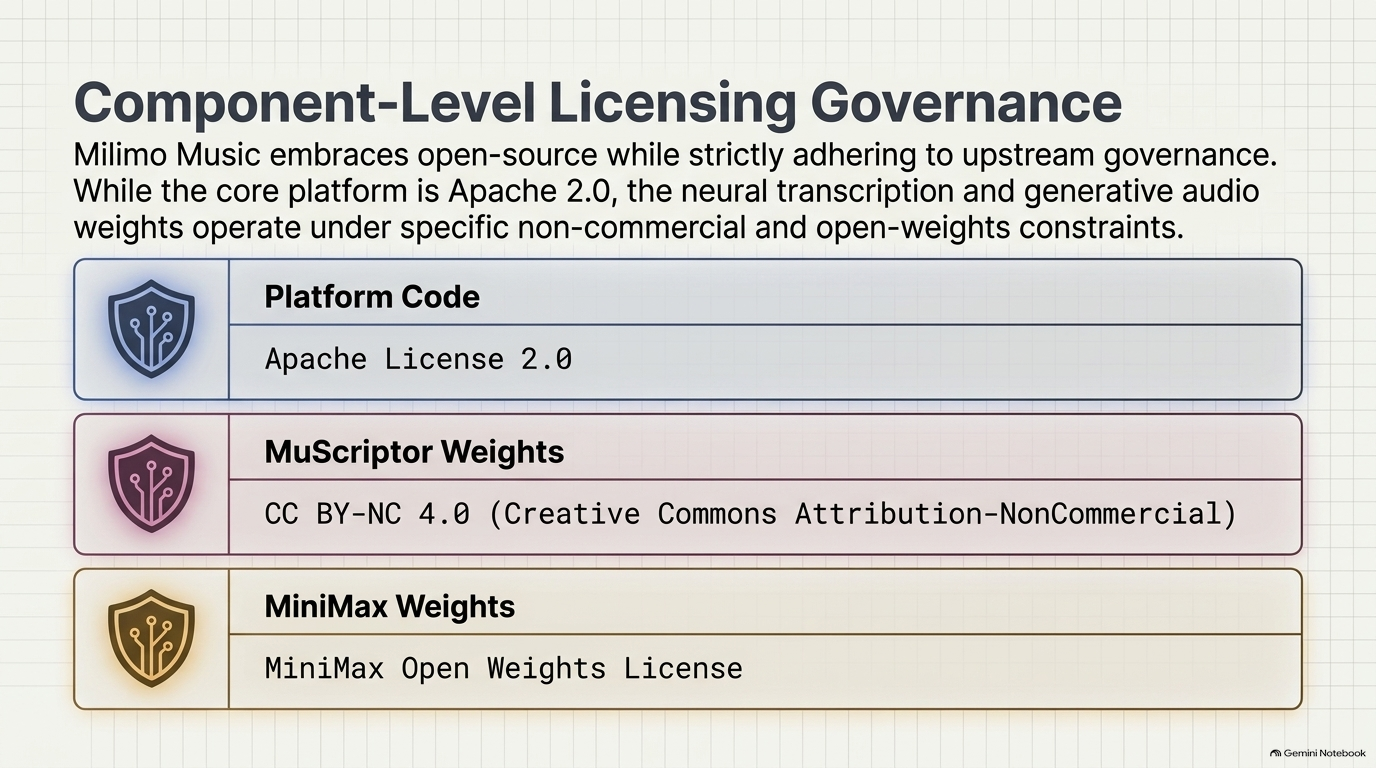 Component-Level Licensing Governance
Milimo Music embraces open-source while strictly adhering to upstream governance.
While the core platform is Apache 2.0, the neural transcription and generative audio
weights operate under specific non-commercial and open-weights constraints.
Platform Code
Apache License 2.0
MuScriptor Weights
CC BY-NC 4.0 (Creative Commons Attribution-NonCommercial)
MiniMax Weights
MiniMax Open Weights License
Gemini Notebook